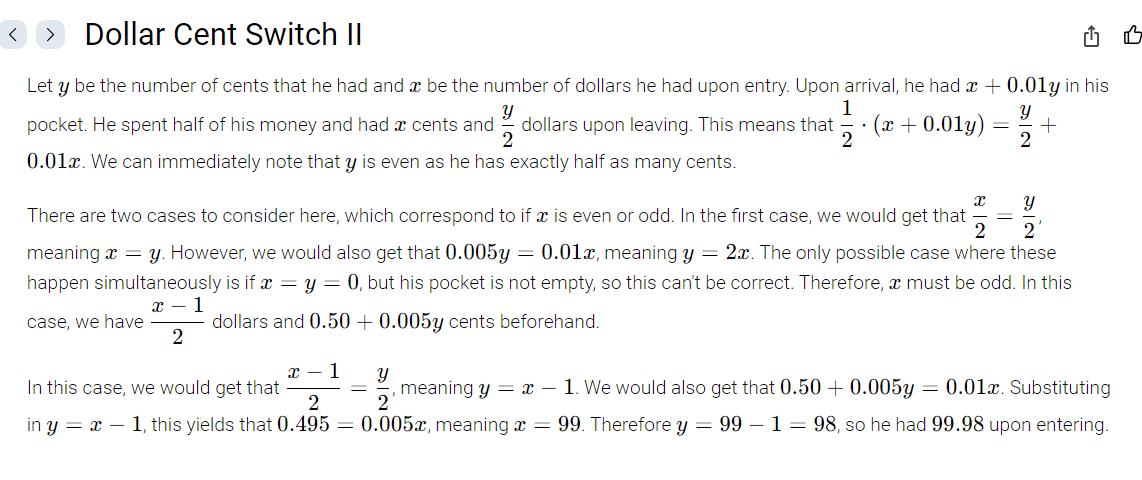 Dollar Cent Switch II
Let y be the number of cents that he had and x be the number of dollars he had upon entry. Upon arrival, he had x + 0.01y in his
pocket. He spent half of his money and had x cents and y/2 dollars upon leaving. This means that 1/2 · (x + 0.01y) = y/2 +
0.01x. We can immediately note that y is even as he has exactly half as many cents.
There are two cases to consider here, which correspond to if x is even or odd. In the first case, we would get that x/2 = y/2,
meaning x = y. However, we would also get that 0.005y = 0.01x, meaning y = 2x. The only possible case where these
happen simultaneously is if x = y = 0, but his pocket is not empty, so this can't be correct. Therefore, x must be odd. In this
case, we have (x − 1)/2 dollars and 0.50 + 0.005y cents beforehand.
In this case, we would get that (x − 1)/2 = y/2, meaning y = x − 1. We would also get that 0.50 + 0.005y = 0.01x. Substituting
in y = x − 1, this yields that 0.495 = 0.005x, meaning x = 99. Therefore y = 99 − 1 = 98, so he had 99.98 upon entering.